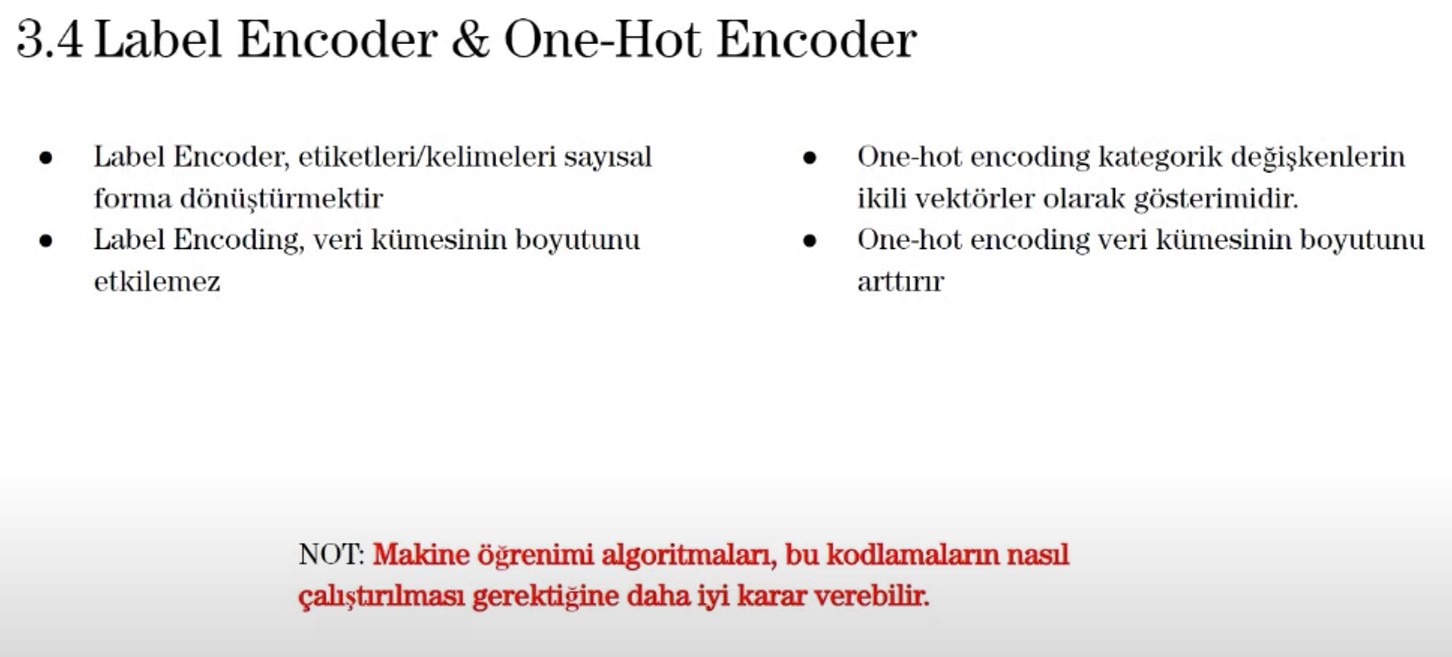 3.4 Label Encoder & One-Hot Encoder
● Label Encoder, etiketleri/kelimeleri sayısal
forma dönüştürmektir
● Label Encoding, veri kümesinin boyutunu
etkilemez
● One-hot encoding kategorik değişkenlerin
ikili vektörler olarak gösterimidir.
● One-hot encoding veri kümesinin boyutunu
arttırır
NOT: Makine öğrenimi algoritmaları, bu kodlamaların nasıl
çalıştırılması gerektiğine daha iyi karar verebilir.